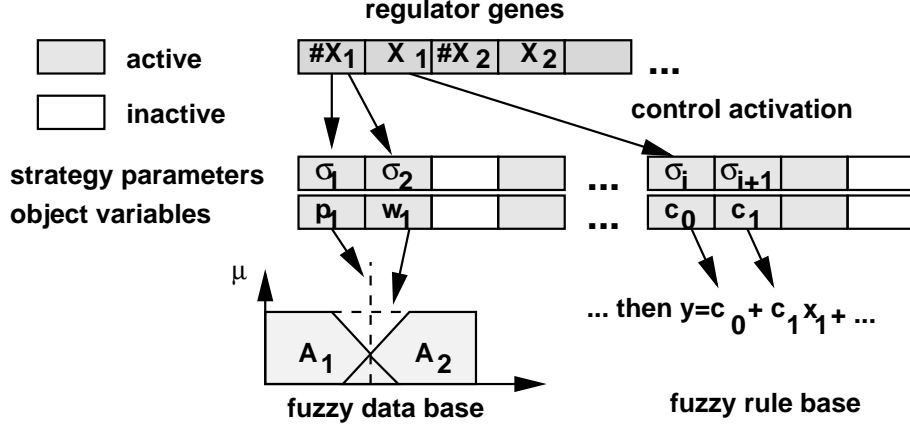 regulator genes
#X₁ X₁ #X₂ X₂ ...
active
inactive
control activation
strategy parameters σ₁ σ₂ ... σᵢ σᵢ₊₁
object variables p₁ w₁ ... c₀ c₁
μ
... then y=c₀+ c₁x₁+ ...
A₁ A₂
fuzzy data base
fuzzy rule base